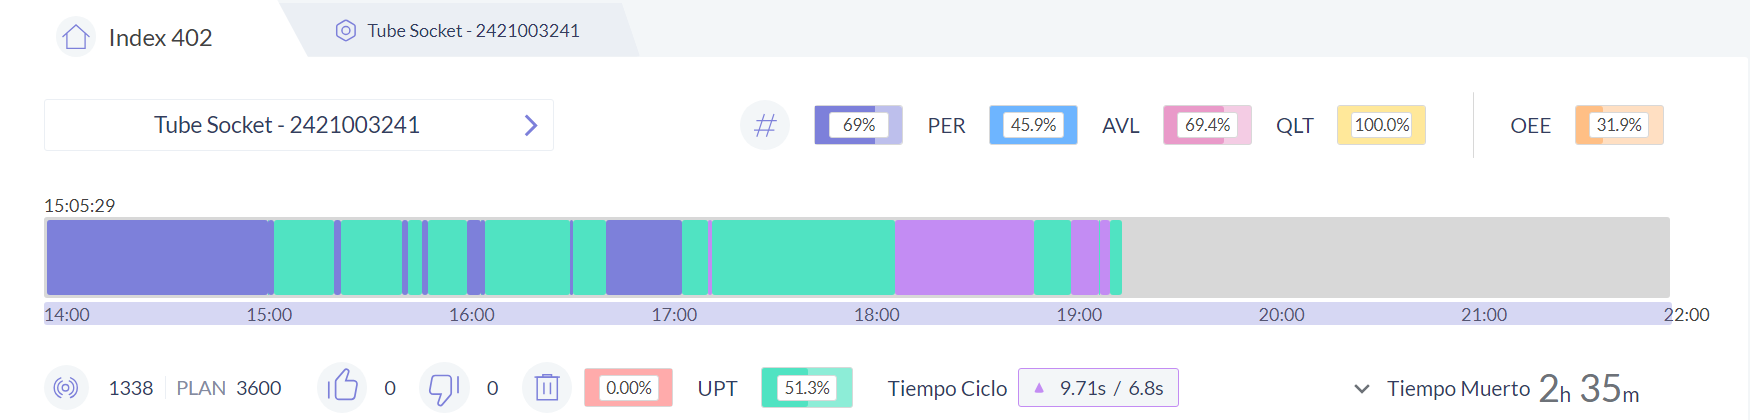 Index 402
Tube Socket - 2421003241
Tube Socket - 2421003241
# 69% PER 45.9% AVL 69.4% QLT 100.0% OEE 31.9%
15:05:29
14:00 15:00 16:00 17:00 18:00 19:00 20:00 21:00 22:00
1338 PLAN 3600 0 0 0.00% UPT 51.3% Tiempo Ciclo 9.71s / 6.8s Tiempo Muerto 2h 35m